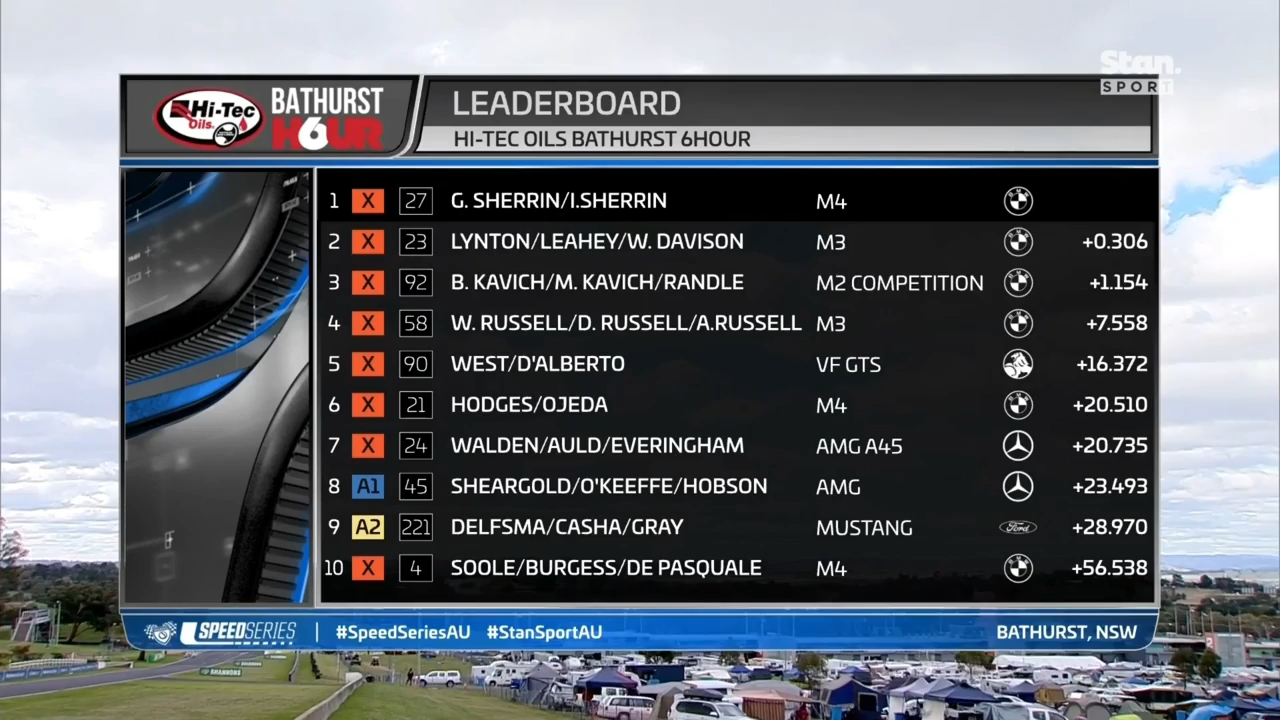 Stan.
SPORT
Hi-Tec
Oils
BATHURST
6HOUR
LEADERBOARD
HI-TEC OILS BATHURST 6HOUR
1 X 27 G. SHERRIN/I.SHERRIN M4
2 X 23 LYNTON/LEAHEY/W. DAVISON M3 +0.306
3 X 92 B. KAVICH/M. KAVICH/RANDLE M2 COMPETITION +1.154
4 X 58 W. RUSSELL/D. RUSSELL/A.RUSSELL M3 +7.558
5 X 90 WEST/D'ALBERTO VF GTS +16.372
6 X 21 HODGES/OJEDA M4 +20.510
7 X 24 WALDEN/AULD/EVERINGHAM AMG A45 +20.735
8 A1 45 SHEARGOLD/O'KEEFFE/HOBSON AMG +23.493
9 A2 221 DELFSMA/CASHA/GRAY MUSTANG Ford +28.970
10 X 4 SOOLE/BURGESS/DE PASQUALE M4 +56.538
SPEEDSERIES | #SpeedSeriesAU #StanSportAU BATHURST, NSW
SHANNONS